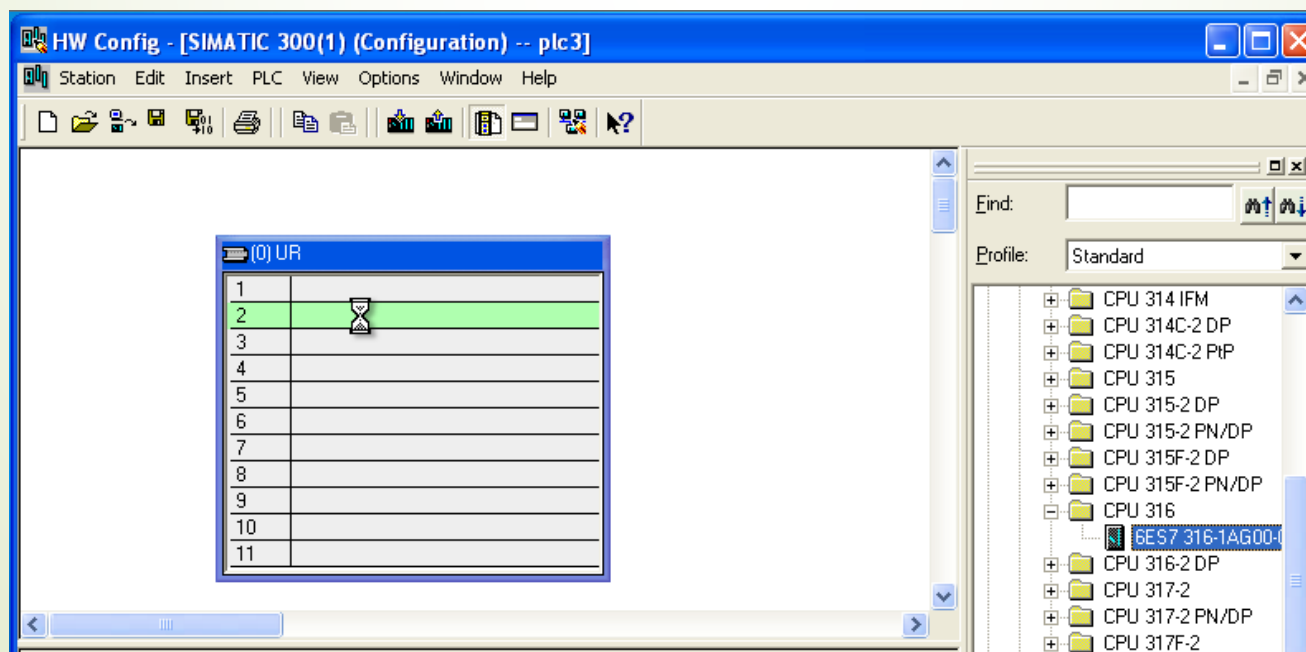 HW Config - [SIMATIC 300(1) (Configuration) -- plc3]
Station Edit Insert PLC View Options Window Help
(0) UR
1
2
3
4
5
6
7
8
9
10
11
Find:
Profile: Standard
CPU 314 IFM
CPU 314C-2 DP
CPU 314C-2 PtP
CPU 315
CPU 315-2 DP
CPU 315-2 PN/DP
CPU 315F-2 DP
CPU 315F-2 PN/DP
CPU 316
6ES7 316-1AG00-
CPU 316-2 DP
CPU 317-2
CPU 317-2 PN/DP
CPU 317F-2